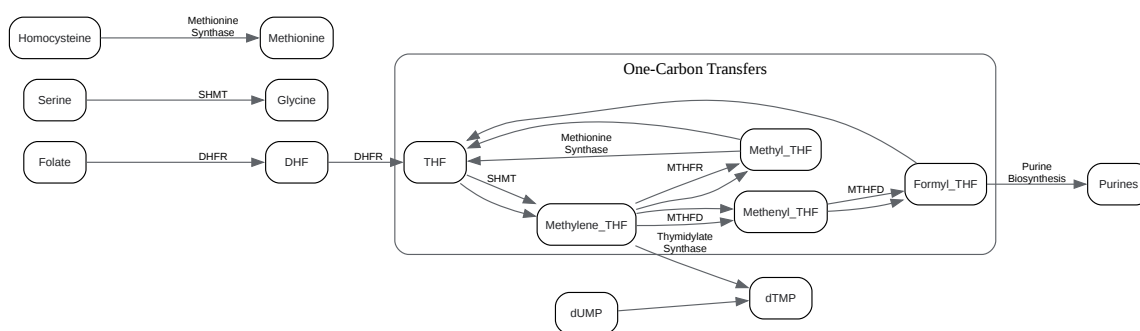 Homocysteine
Methionine
Synthase
Methionine
One-Carbon Transfers
Serine
SHMT
Glycine
Folate
DHFR
DHF
DHFR
THF
Methionine
Synthase
Methyl_THF
SHMT
MTHFR
Methylene_THF
MTHFD
Methenyl_THF
MTHFD
Formyl_THF
Purine
Biosynthesis
Purines
Thymidylate
Synthase
dUMP
dTMP